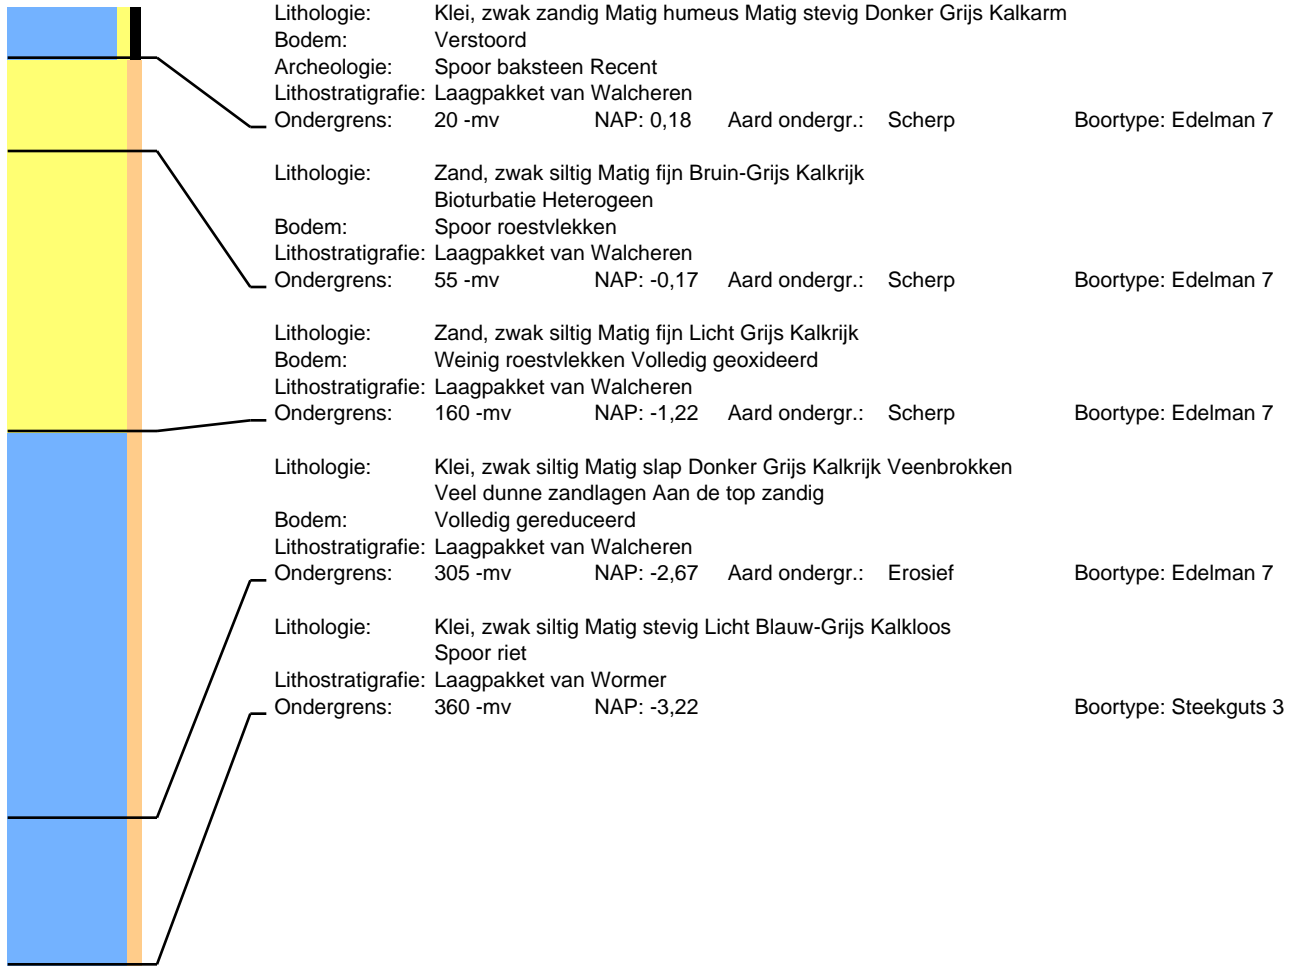 Lithologie: Klei, zwak zandig Matig humeus Matig stevig Donker Grijs Kalkarm
Bodem: Verstoord
Archeologie: Spoor baksteen Recent
Lithostratigrafie: Laagpakket van Walcheren
Ondergrens: 20 -mv NAP: 0,18 Aard ondergr.: Scherp Boortype: Edelman 7
Lithologie: Zand, zwak siltig Matig fijn Bruin-Grijs Kalkrijk
Bioturbatie Heterogeen
Bodem: Spoor roestvlekken
Lithostratigrafie: Laagpakket van Walcheren
Ondergrens: 55 -mv NAP: -0,17 Aard ondergr.: Scherp Boortype: Edelman 7
Lithologie: Zand, zwak siltig Matig fijn Licht Grijs Kalkrijk
Bodem: Weinig roestvlekken Volledig geoxideerd
Lithostratigrafie: Laagpakket van Walcheren
Ondergrens: 160 -mv NAP: -1,22 Aard ondergr.: Scherp Boortype: Edelman 7
Lithologie: Klei, zwak siltig Matig slap Donker Grijs Kalkrijk Veenbrokken
Veel dunne zandlagen Aan de top zandig
Bodem: Volledig gereduceerd
Lithostratigrafie: Laagpakket van Walcheren
Ondergrens: 305 -mv NAP: -2,67 Aard ondergr.: Erosief Boortype: Edelman 7
Lithologie: Klei, zwak siltig Matig stevig Licht Blauw-Grijs Kalkloos
Spoor riet
Lithostratigrafie: Laagpakket van Wormer
Ondergrens: 360 -mv NAP: -3,22 Boortype: Steekguts 3